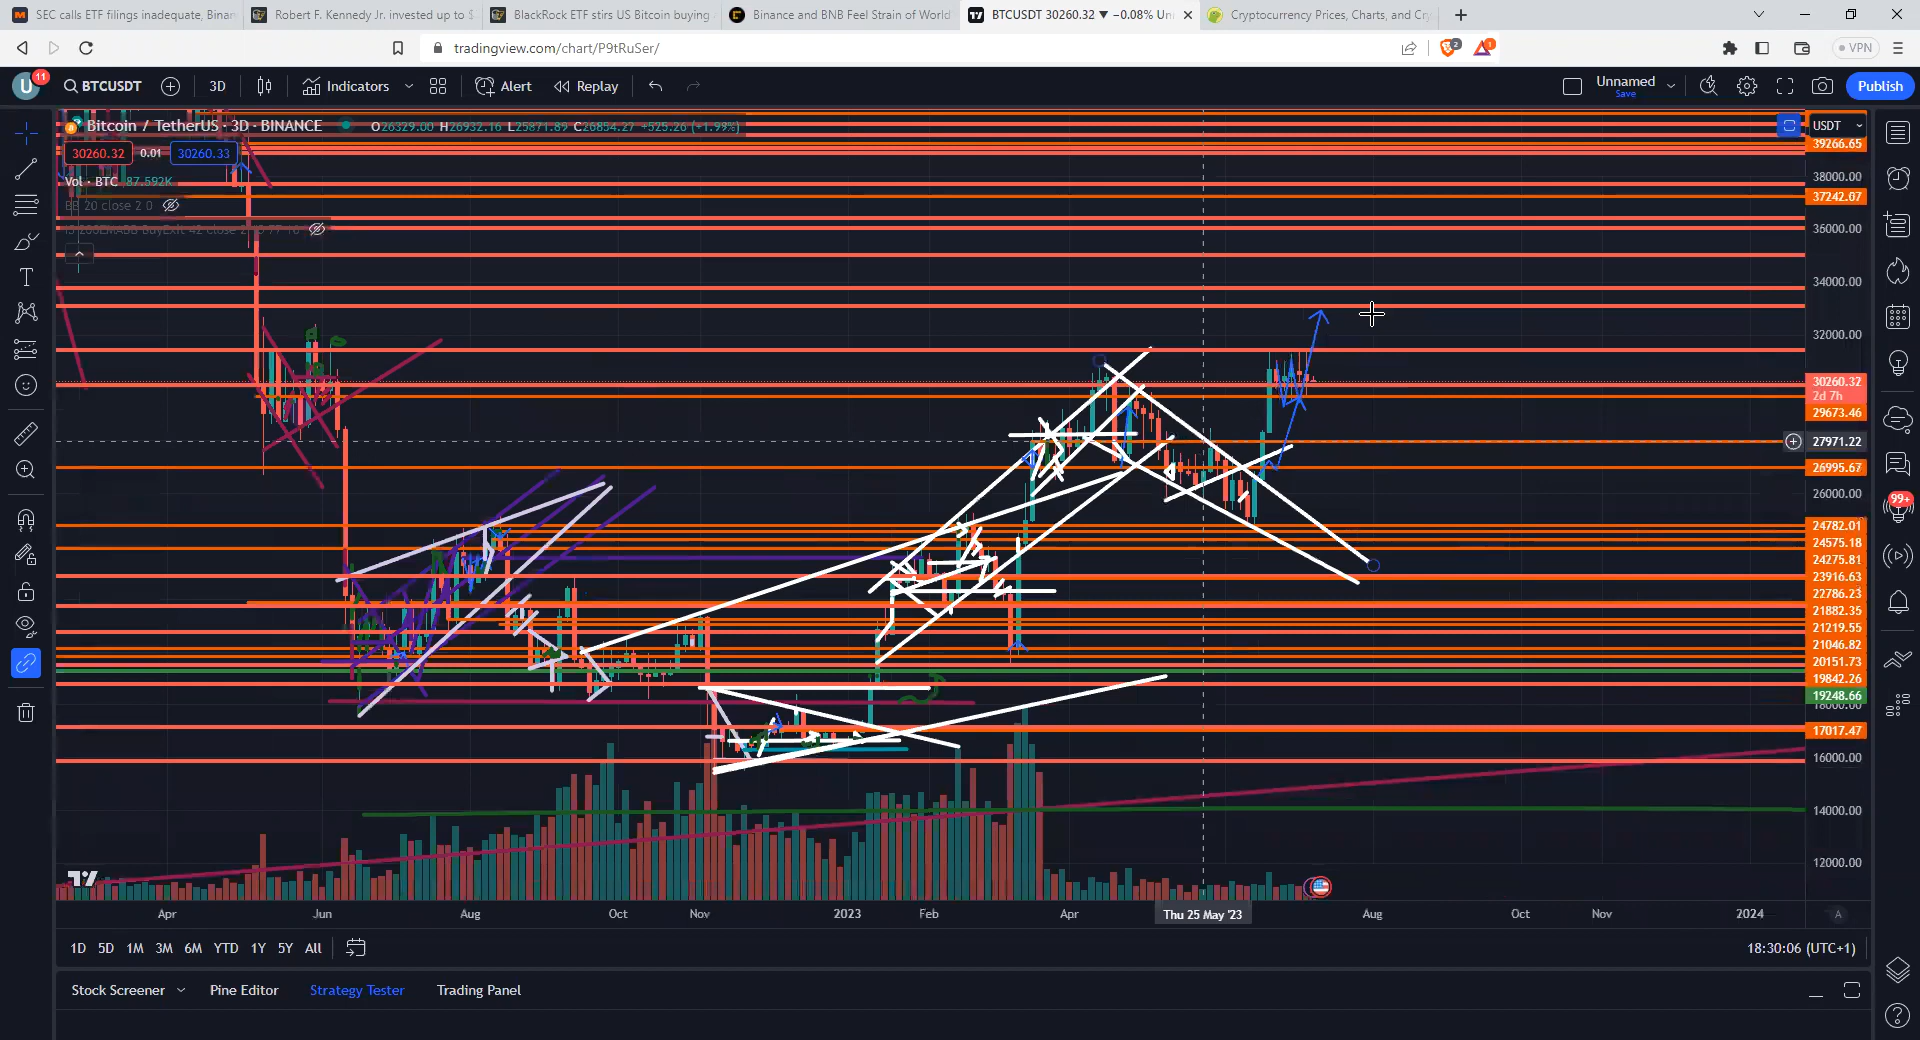 SEC calls ETF filings inadequate, Binan
Robert F. Kennedy Jr. invested up to $
BlackRock ETF stirs US Bitcoin buying
Binance and BNB Feel Strain of World
BTCUSDT 30260.32 ▼ −0.08% Un
Cryptocurrency Prices, Charts, and Cry
tradingview.com/chart/P9tRuSer/
2
1
VPN
U
11
BTCUSDT
3D
Indicators
Alert
Replay
Unnamed
Save
Publish
Bitcoin / TetherUS · 3D · BINANCE
O26329.00 H26932.16 L25871.89 C26854.27 +525.26 (+1.99%)
30260.32
0.01
30260.33
Vol · BTC 87.592K
BB 20 close 2 0
USDT
39266.65
38000.00
37242.07
36000.00
34000.00
32000.00
30260.32
2d 7h
29673.46
27971.22
26995.67
26000.00
24782.01
24575.18
24275.81
23916.63
22786.23
21882.35
21219.55
21046.82
20151.73
19842.26
19248.66
18000.00
17017.47
16000.00
14000.00
12000.00
99+
Apr
Jun
Aug
Oct
Nov
2023
Feb
Apr
Thu 25 May '23
Aug
Oct
Nov
2024
A
1D 5D 1M 3M 6M YTD 1Y 5Y All
18:30:06 (UTC+1)
Stock Screener
Pine Editor
Strategy Tester
Trading Panel